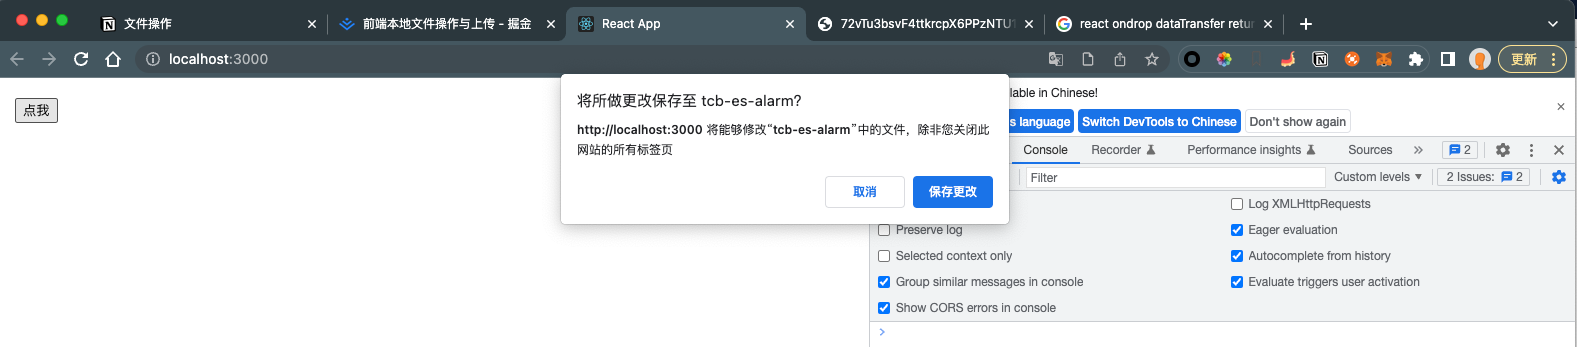 文件操作
前端本地文件操作与上传 - 掘金
React App
72vTu3bsvF4ttkrcpX6PPzNTU
react ondrop dataTransfer retur
localhost:3000
更新
点我
将所做更改保存至 tcb-es-alarm?
http://localhost:3000 将能够修改“tcb-es-alarm”中的文件，除非您关闭此
网站的所有标签页
取消
保存更改
lable in Chinese!
s language
Switch DevTools to Chinese
Don't show again
Console
Recorder
Performance insights
Sources
2
Filter
Custom levels
2 Issues:
2
Log XMLHttpRequests
Preserve log
Eager evaluation
Selected context only
Autocomplete from history
Group similar messages in console
Evaluate triggers user activation
Show CORS errors in console